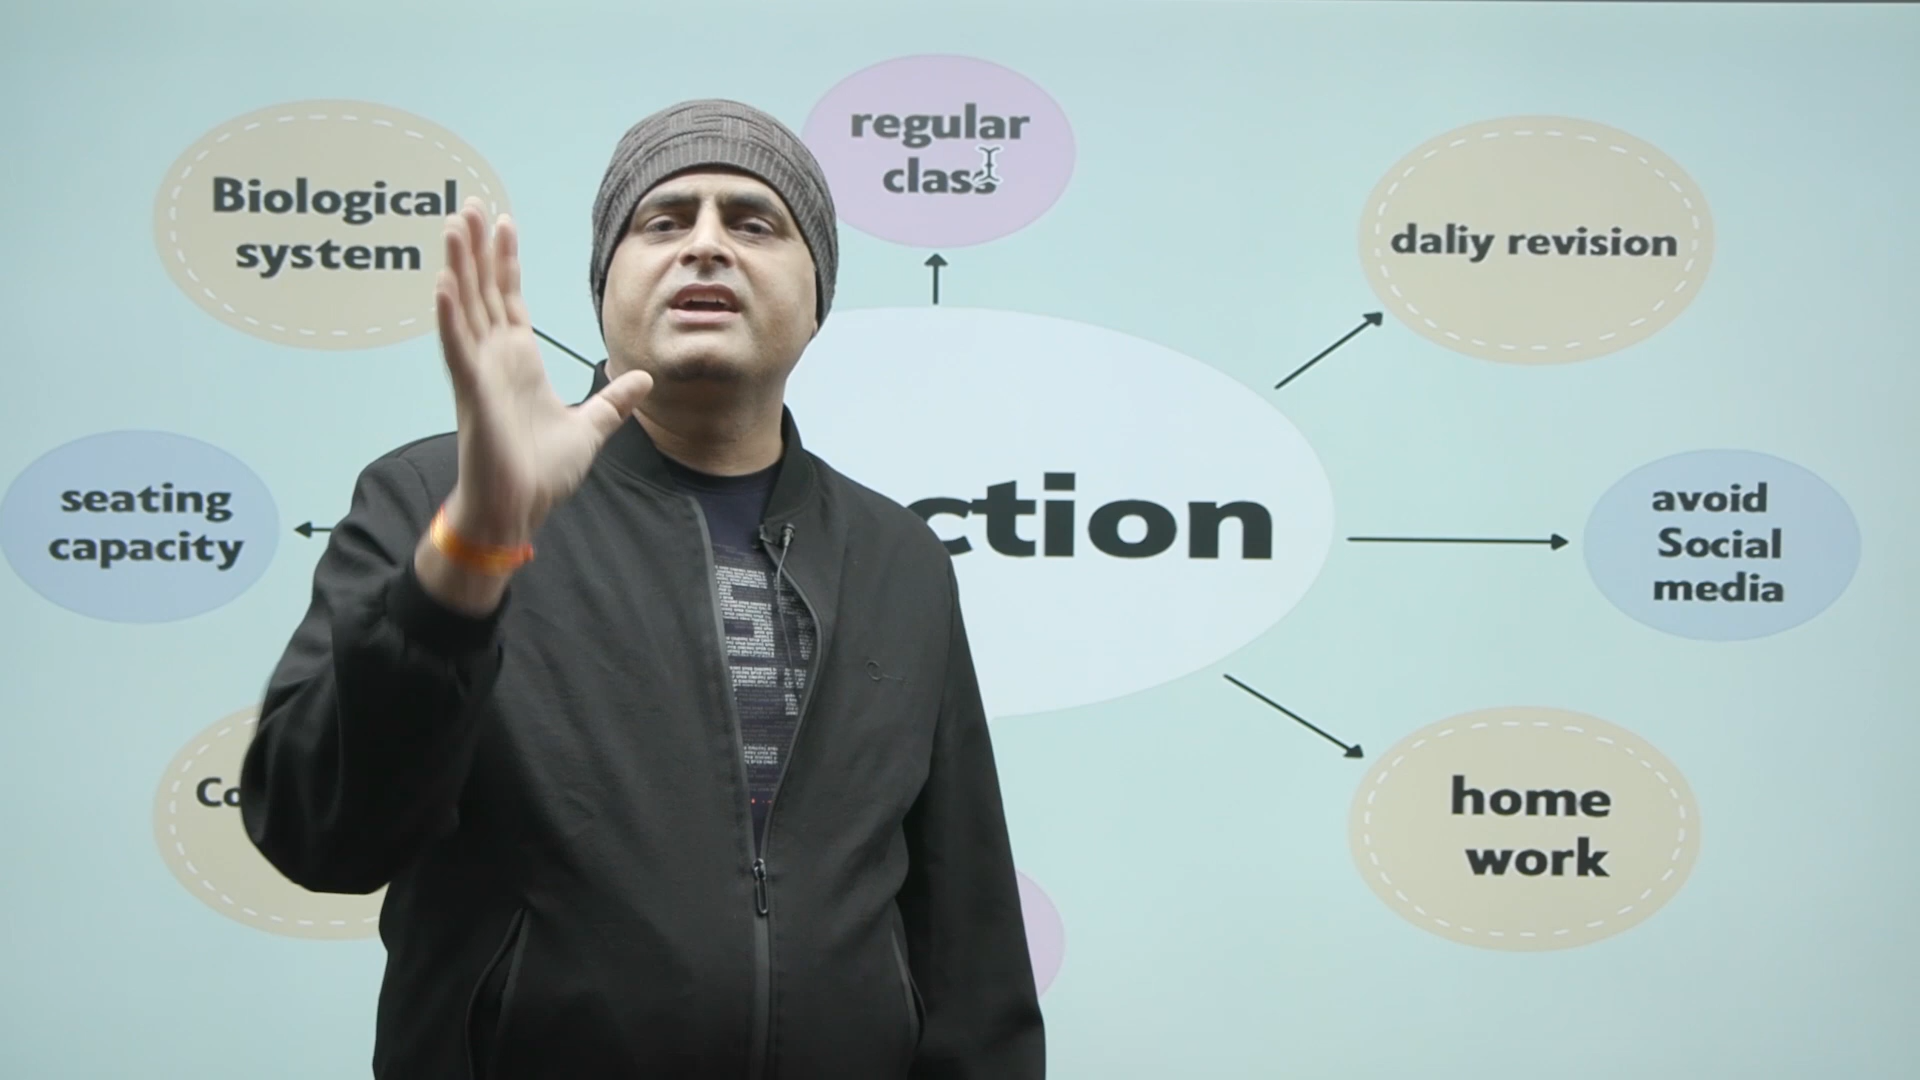 regular
class
Biological
system
daliy revision
seating
capacity
ction
avoid
Social
media
home
work
Co